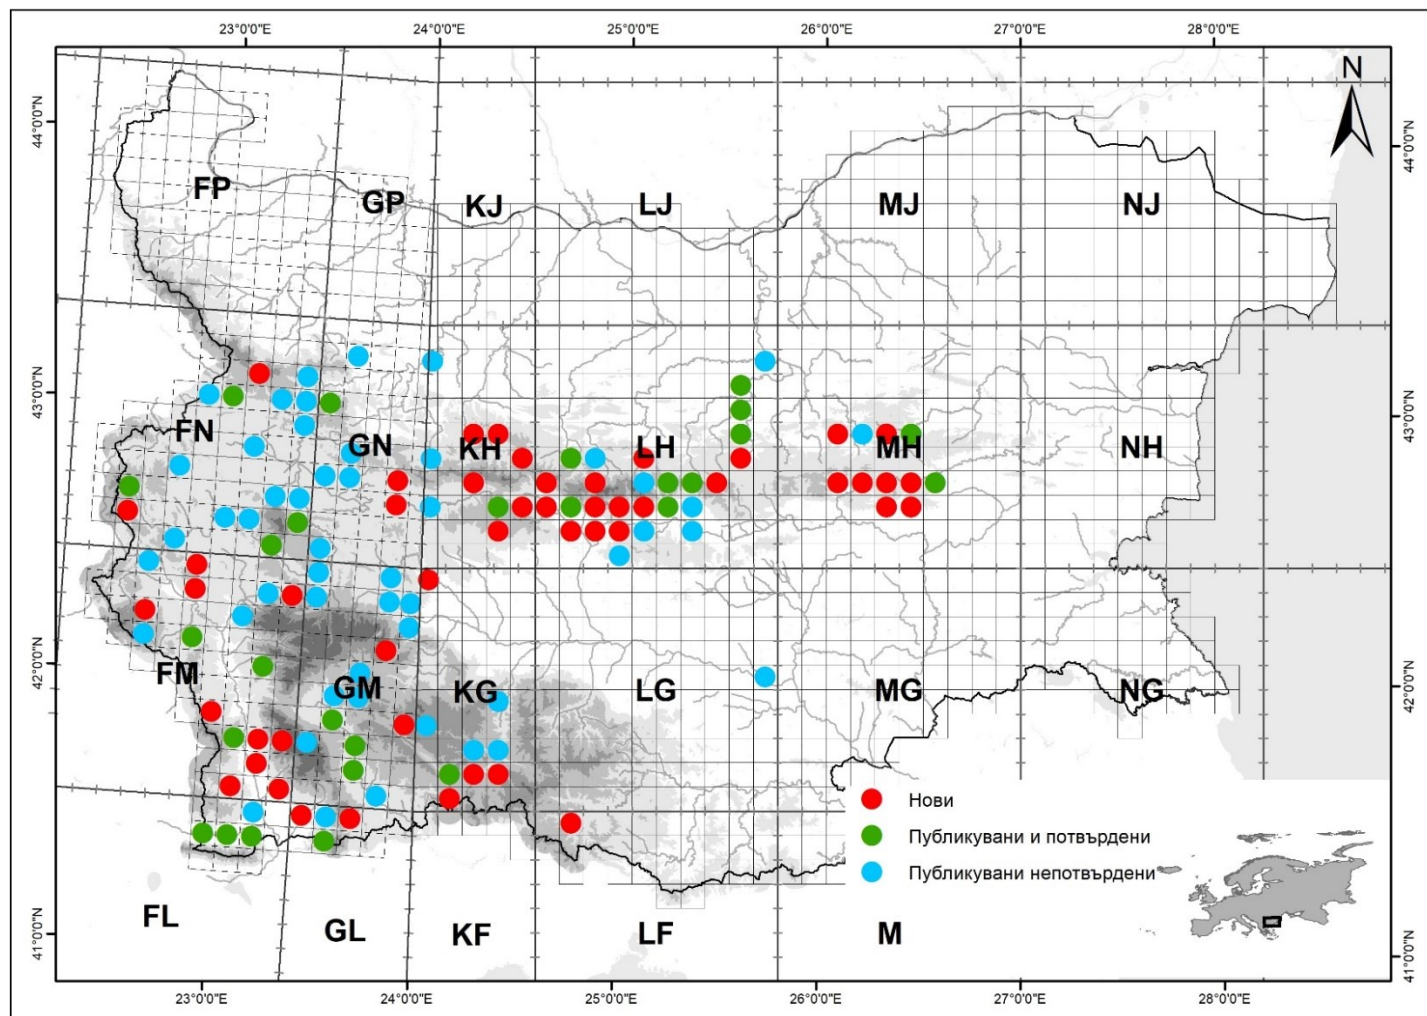 23°0'0"E 24°0'0"E 25°0'0"E 26°0'0"E 27°0'0"E 28°0'0"E
N
44°0'0"N 44°0'0"N
FP GP KJ LJ MJ NJ
43°0'0"N 43°0'0"N
FN GN KH LH MH NH
42°0'0"N 42°0'0"N
FM GM KG LG MG NG
Нови
Публикувани и потвърдени
Публикувани непотвърдени
FL GL KF LF M
41°0'0"N 41°0'0"N
23°0'0"E 24°0'0"E 25°0'0"E 26°0'0"E 27°0'0"E 28°0'0"E